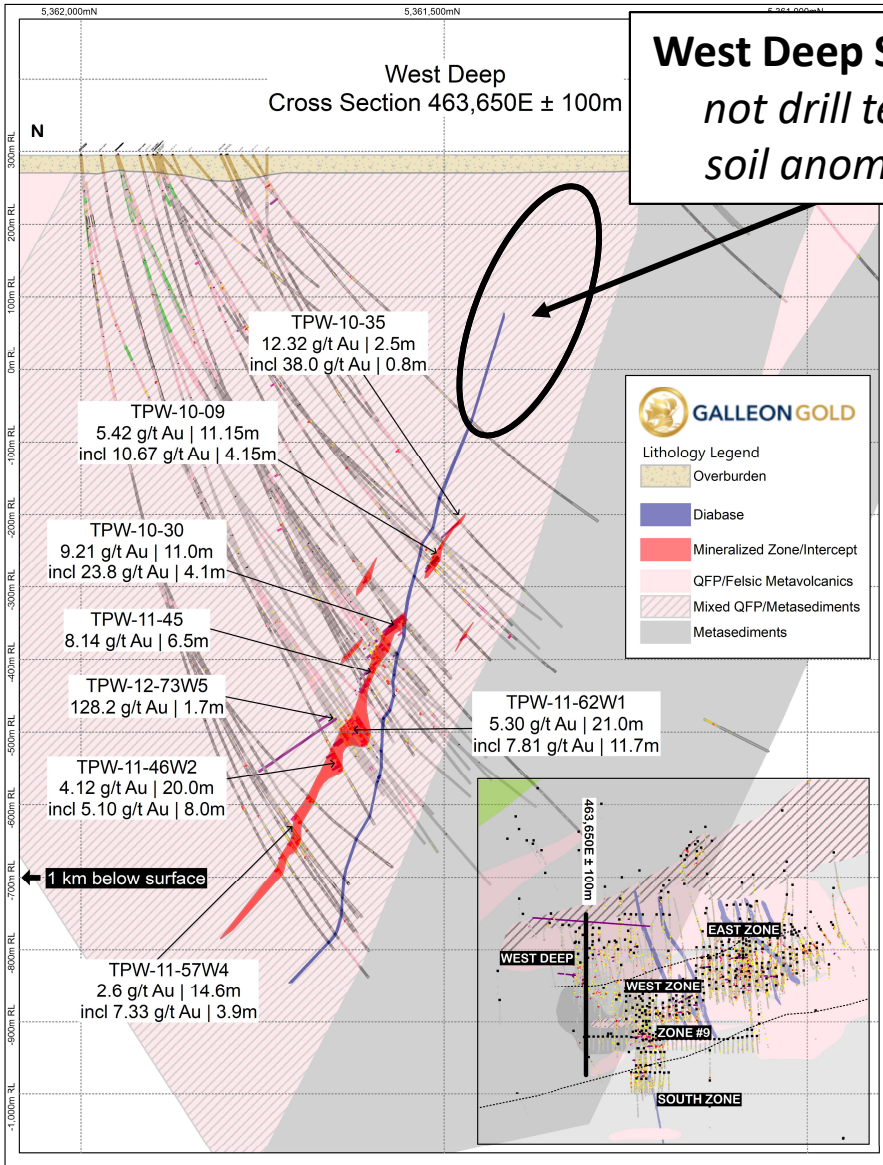 5,362,000mN
5,361,500mN
West Deep
Cross Section 463,650E ± 100m
West Deep
not drill
soil
N
300m RL
200m RL
100m RL
0m RL
-100m RL
-200m RL
-300m RL
-400m RL
-500m RL
-600m RL
-700m RL
-800m RL
-900m RL
-1,000m RL
TPW-10-35
12.32 g/t Au | 2.5m
incl 38.0 g/t Au | 0.8m
TPW-10-09
5.42 g/t Au | 11.15m
incl 10.67 g/t Au | 4.15m
TPW-10-30
9.21 g/t Au | 11.0m
incl 23.8 g/t Au | 4.1m
TPW-11-45
8.14 g/t Au | 6.5m
TPW-12-73W5
128.2 g/t Au | 1.7m
TPW-11-62W1
5.30 g/t Au | 21.0m
incl 7.81 g/t Au | 11.7m
TPW-11-46W2
4.12 g/t Au | 20.0m
incl 5.10 g/t Au | 8.0m
1 km below surface
TPW-11-57W4
2.6 g/t Au | 14.6m
incl 7.33 g/t Au | 3.9m
GALLEON GOLD
Lithology Legend
Overburden
Diabase
Mineralized Zone/Intercept
QFP/Felsic Metavolcanics
Mixed QFP/Metasediments
Metasediments
463,650E ± 100m
EAST ZONE
WEST DEEP
WEST ZONE
ZONE #9
SOUTH ZONE